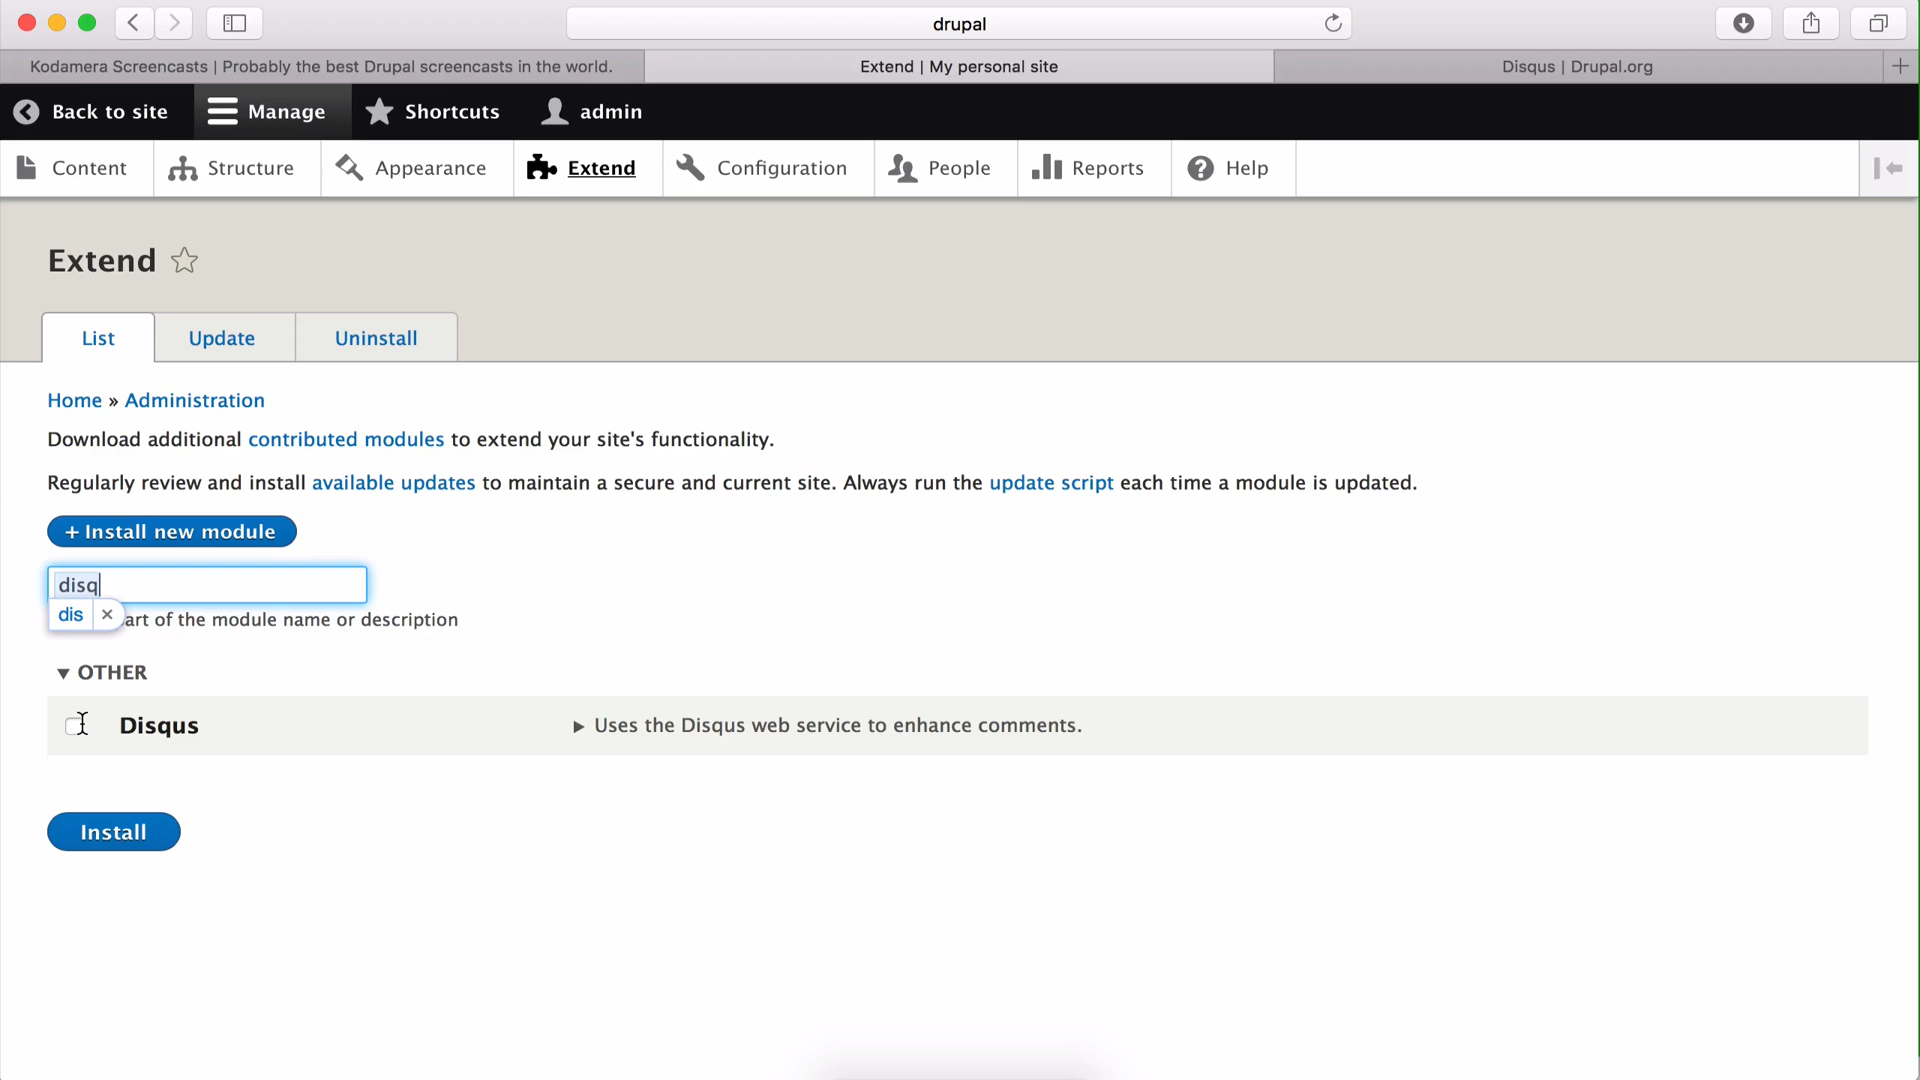 drupal
Kodamera Screencasts | Probably the best Drupal screencasts in the world.
Extend | My personal site
Disqus | Drupal.org
Back to site
Manage
Shortcuts
admin
Content
Structure
Appearance
Extend
Configuration
People
Reports
Help
Extend
List
Update
Uninstall
Home » Administration
Download additional contributed modules to extend your site's functionality.
Regularly review and install available updates to maintain a secure and current site. Always run the update script each time a module is updated.
+ Install new module
disq
dis ×
art of the module name or description
▼ OTHER
Disqus
▶ Uses the Disqus web service to enhance comments.
Install